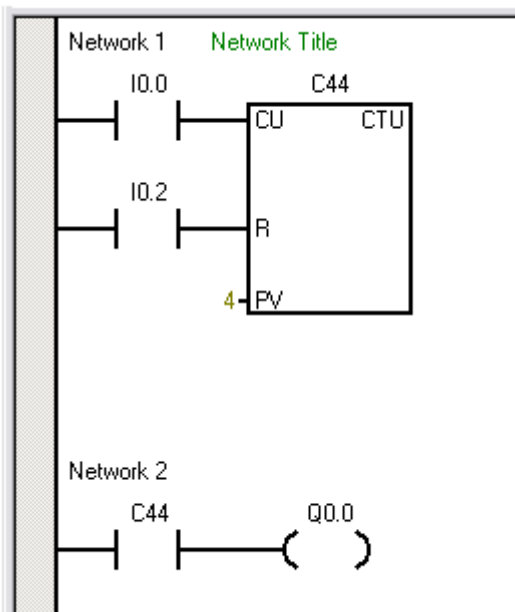 Network 1 Network Title
I0.0 C44
CU CTU
I0.2
R
4 PV
Network 2
C44 Q0.0